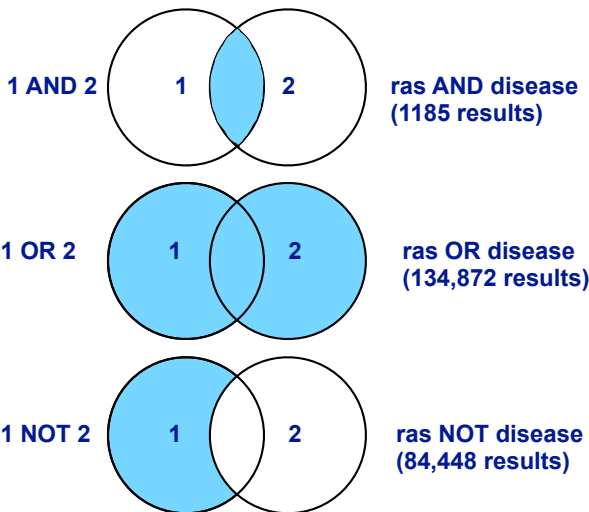 1 AND 2
1
2
ras AND disease
(1185 results)
1 OR 2
1
2
ras OR disease
(134,872 results)
1 NOT 2
1
2
ras NOT disease
(84,448 results)